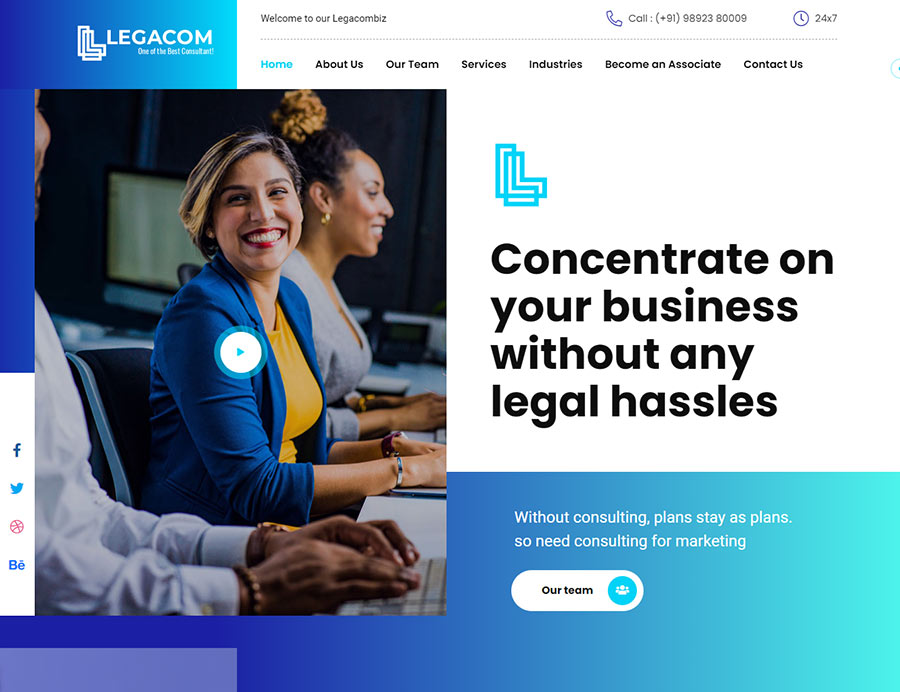 LEGACOM
One of the Best Consultant!
Welcome to our Legacombiz
Call : (+91) 98923 80009
24x7
Home
About Us
Our Team
Services
Industries
Become an Associate
Contact Us
Concentrate on
your business
without any
legal hassles
Bē
Without consulting, plans stay as plans.
so need consulting for marketing
Our team